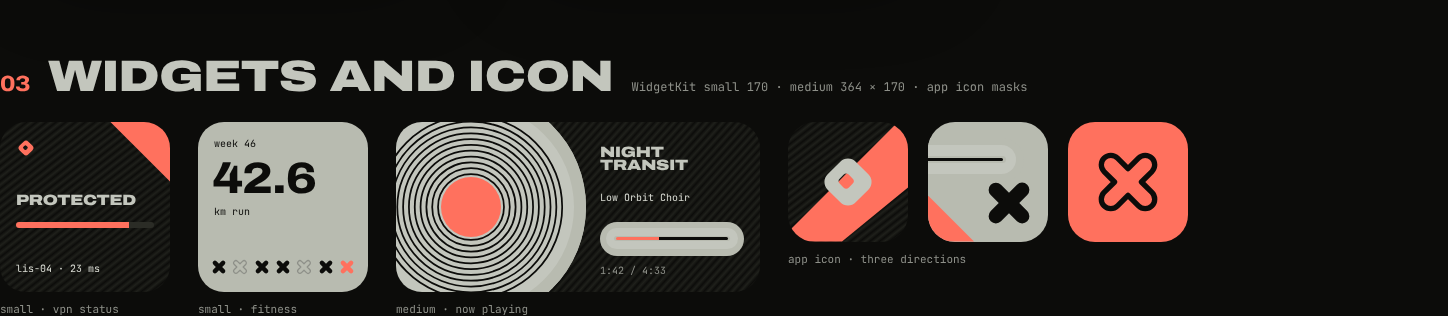 03 WIDGETS AND ICON WidgetKit small 170 · medium 364 × 170 · app icon masks
PROTECTED
lis-04 · 23 ms
small · vpn status
week 46
42.6
km run
small · fitness
NIGHT
TRANSIT
Low Orbit Choir
1:42 / 4:33
medium · now playing
app icon · three directions